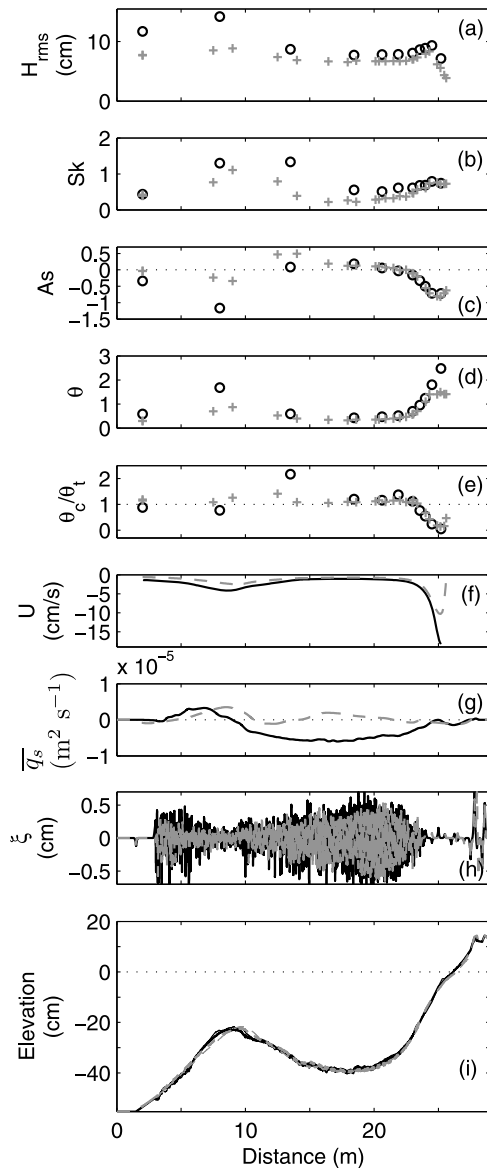 (a)
H_rms
(cm)
10
0
(b)
Sk
2
1
0
(c)
As
0.5
0
−0.5
−1
−1.5
(d)
θ
3
2
1
0
(e)
θ_c/θ_t
2
1
0
(f)
U
(cm/s)
0
−5
−10
−15
x 10^−5
(g)
q̅_s̅
(m² s⁻¹)
1
0
−1
(h)
ξ
(cm)
0.5
0
−0.5
(i)
Elevation
(cm)
20
0
−20
−40
0 10 20
Distance (m)